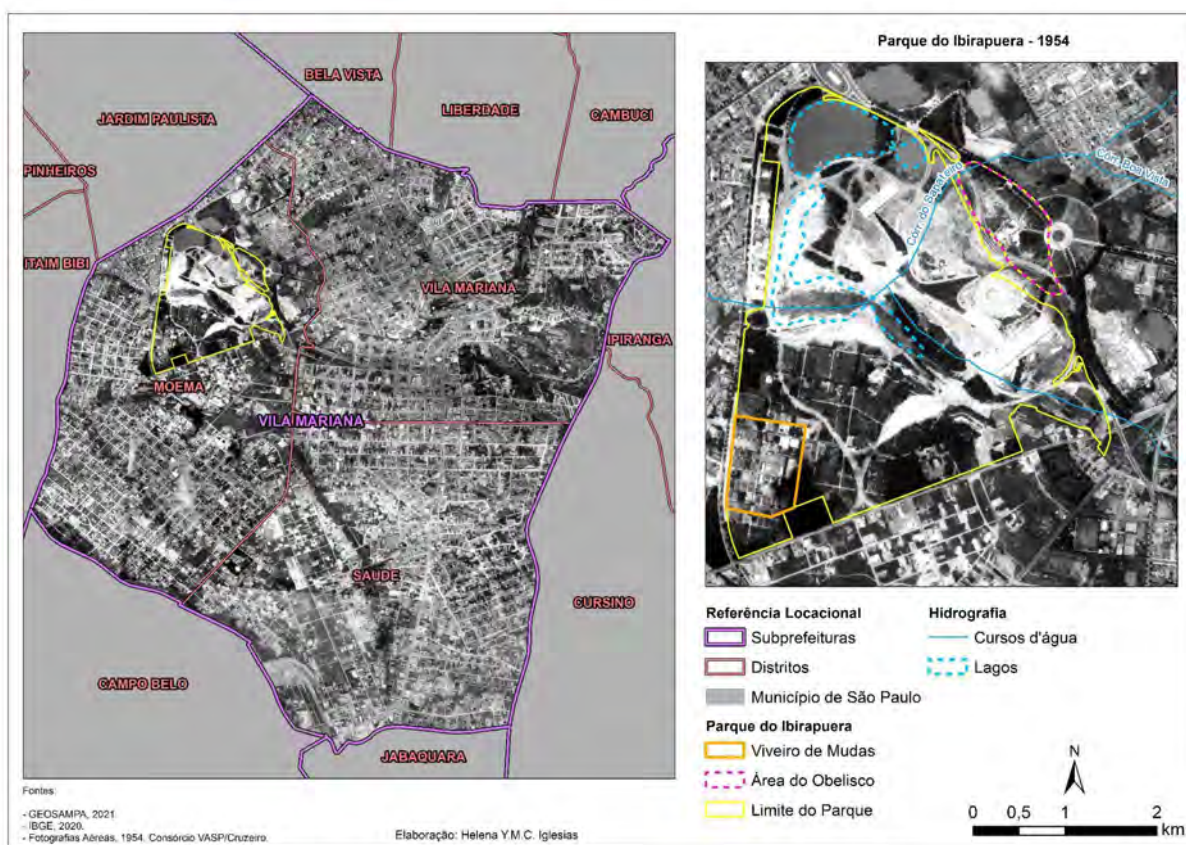 BELA VISTA
LIBERDADE
CAMBUCI
JARDIM PAULISTA
PINHEIROS
ITAIM BIBI
VILA MARIANA
IPIRANGA
MOEMA
VILA MARIANA
SAUDE
CURSINO
CAMPO BELO
JABAQUARA
Parque do Ibirapuera - 1954
Córr. Boa Vista
Córr. do Sapateiro
Referência Locacional
Subprefeituras
Distritos
Município de São Paulo
Parque do Ibirapuera
Viveiro de Mudas
Área do Obelisco
Limite do Parque
Hidrografia
Cursos d'água
Lagos
N
0 0,5 1 2
km
Fontes:
- GEOSAMPA, 2021
- IBGE, 2020.
- Fotografias Aéreas, 1954. Consórcio VASP/Cruzeiro.
Elaboração: Helena Y.M.C. Iglesias